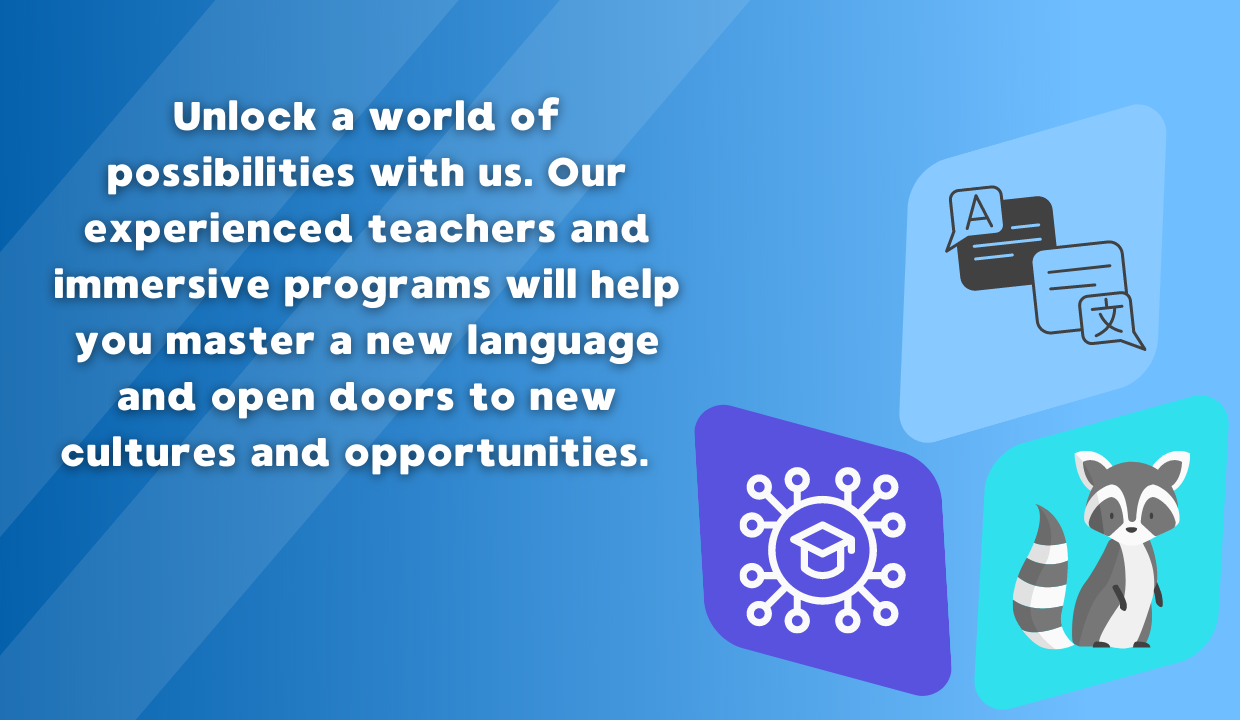 Unlock a world of
possibilities with us. Our
experienced teachers and
immersive programs will help
you master a new language
and open doors to new
cultures and opportunities.
A
文